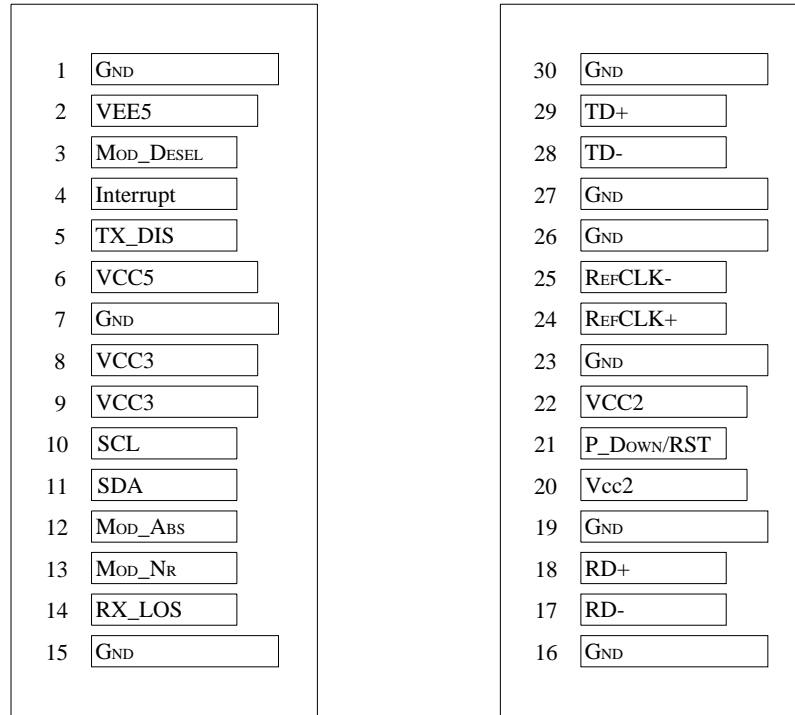 1 GND
2 VEE5
3 MOD_DESEL
4 Interrupt
5 TX_DIS
6 VCC5
7 GND
8 VCC3
9 VCC3
10 SCL
11 SDA
12 MOD_ABS
13 MOD_NR
14 RX_LOS
15 GND
30 GND
29 TD+
28 TD-
27 GND
26 GND
25 REFCLK-
24 REFCLK+
23 GND
22 VCC2
21 P_DOWN/RST
20 Vcc2
19 GND
18 RD+
17 RD-
16 GND